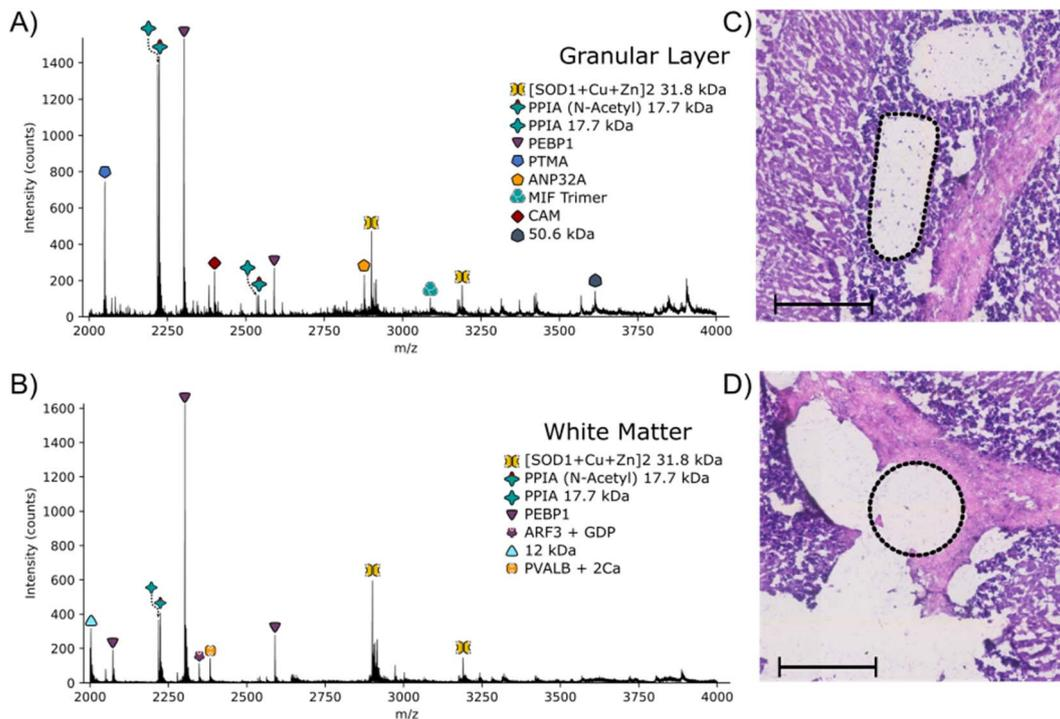 A)
Granular Layer
[SOD1+Cu+Zn]2 31.8 kDa
PPIA (N-Acetyl) 17.7 kDa
PPIA 17.7 kDa
PEBP1
PTMA
ANP32A
MIF Trimer
CAM
50.6 kDa
Intensity (counts)
1400
1200
1000
800
600
400
200
0
2000 2250 2500 2750 3000 3250 3500 3750 4000
m/z
C)
B)
White Matter
[SOD1+Cu+Zn]2 31.8 kDa
PPIA (N-Acetyl) 17.7 kDa
PPIA 17.7 kDa
PEBP1
ARF3 + GDP
12 kDa
PVALB + 2Ca
Intensity (counts)
1600
1400
1200
1000
800
600
400
200
0
2000 2250 2500 2750 3000 3250 3500 3750 4000
m/z
D)